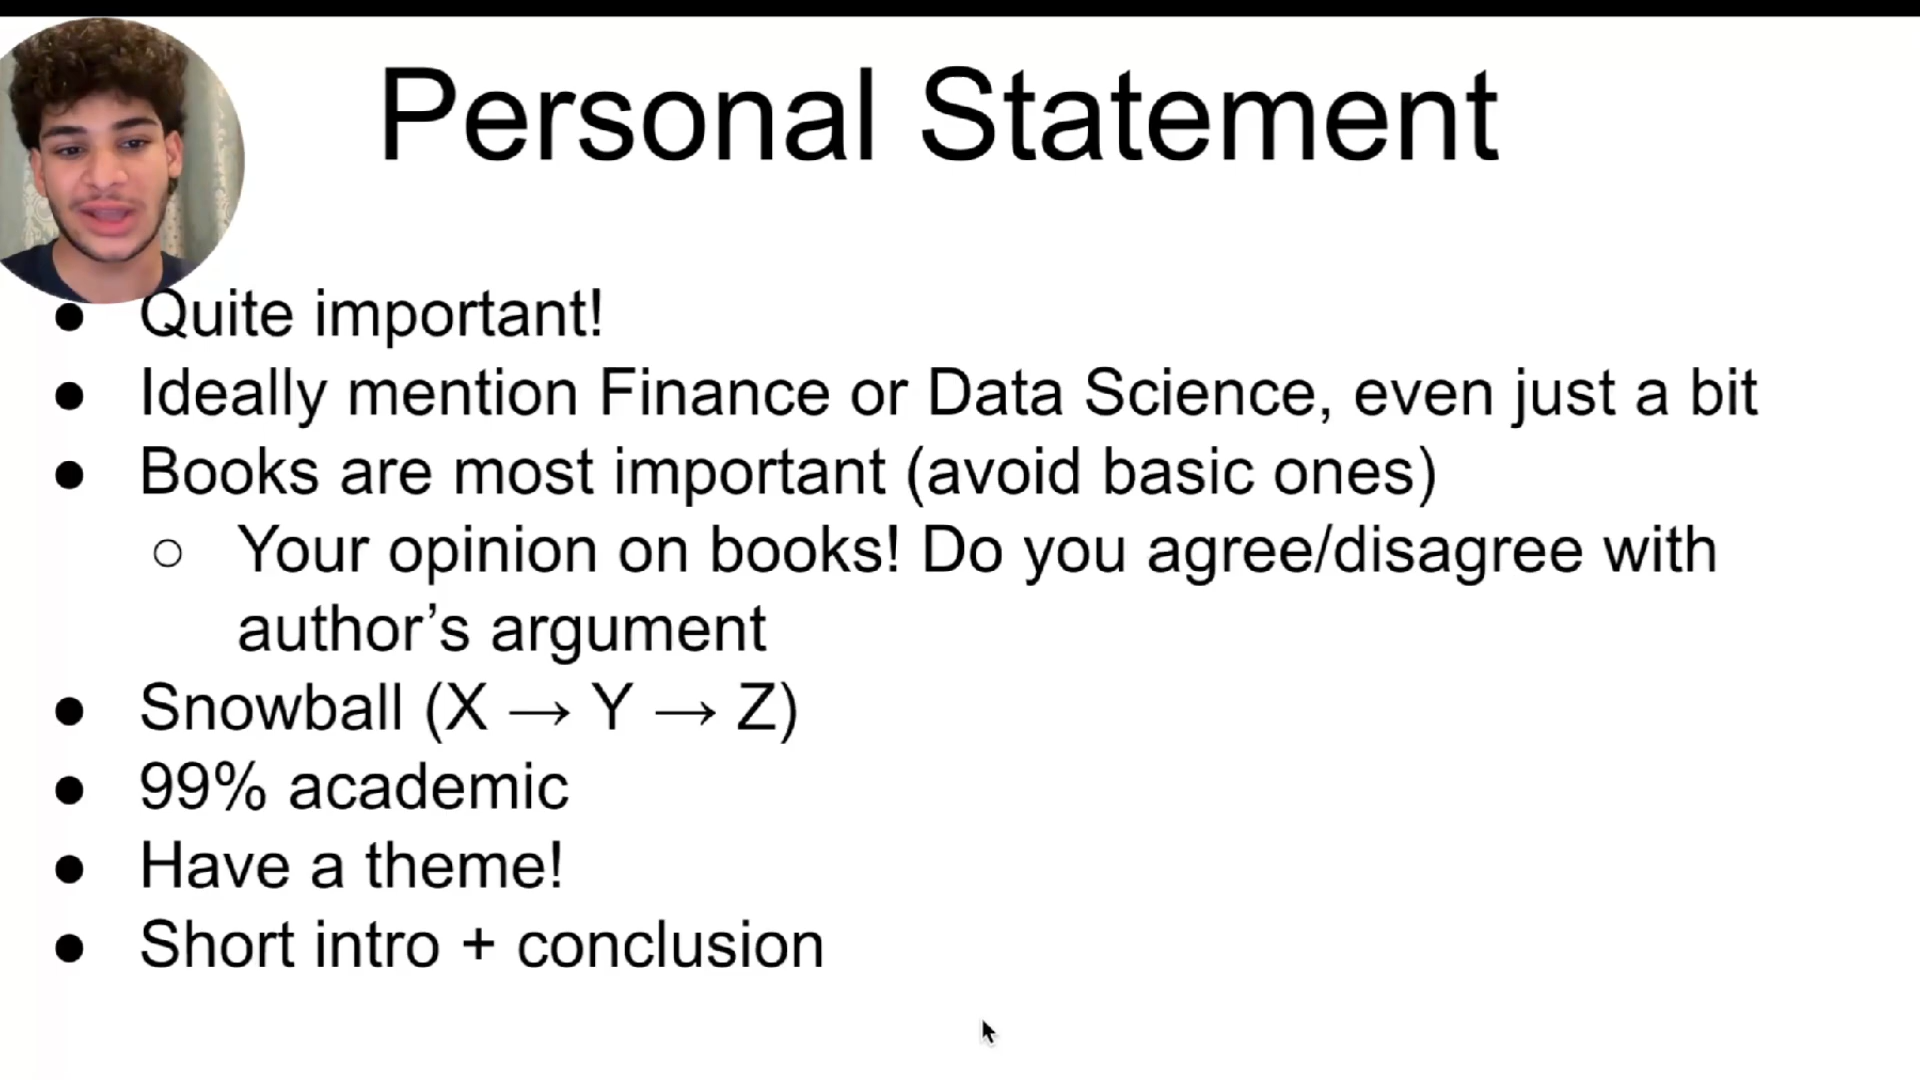 Personal Statement
● Quite important!
● Ideally mention Finance or Data Science, even just a bit
● Books are most important (avoid basic ones)
○ Your opinion on books! Do you agree/disagree with
author’s argument
● Snowball (X → Y → Z)
● 99% academic
● Have a theme!
● Short intro + conclusion